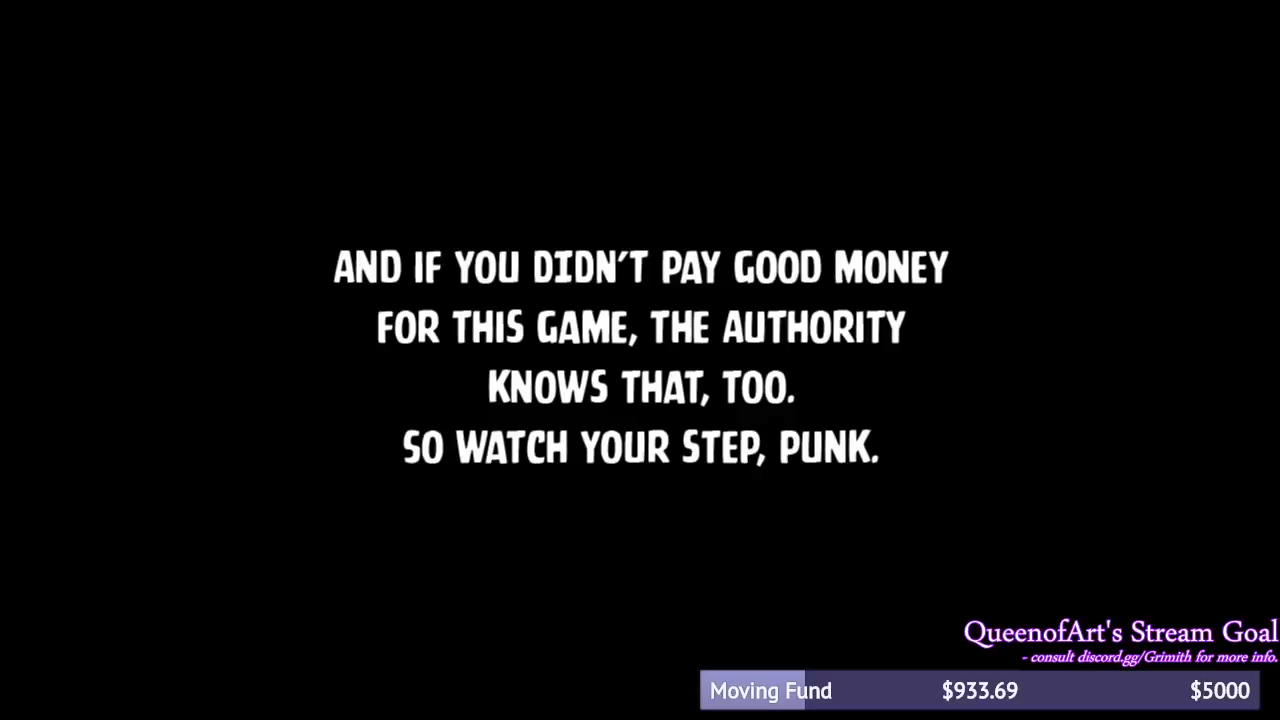 AND IF YOU DIDN'T PAY GOOD MONEY
FOR THIS GAME, THE AUTHORITY
KNOWS THAT, TOO.
SO WATCH YOUR STEP, PUNK.
QueenofArt's Stream Goal
- consult discord.gg/Grimith for more info.
Moving Fund $933.69 $5000